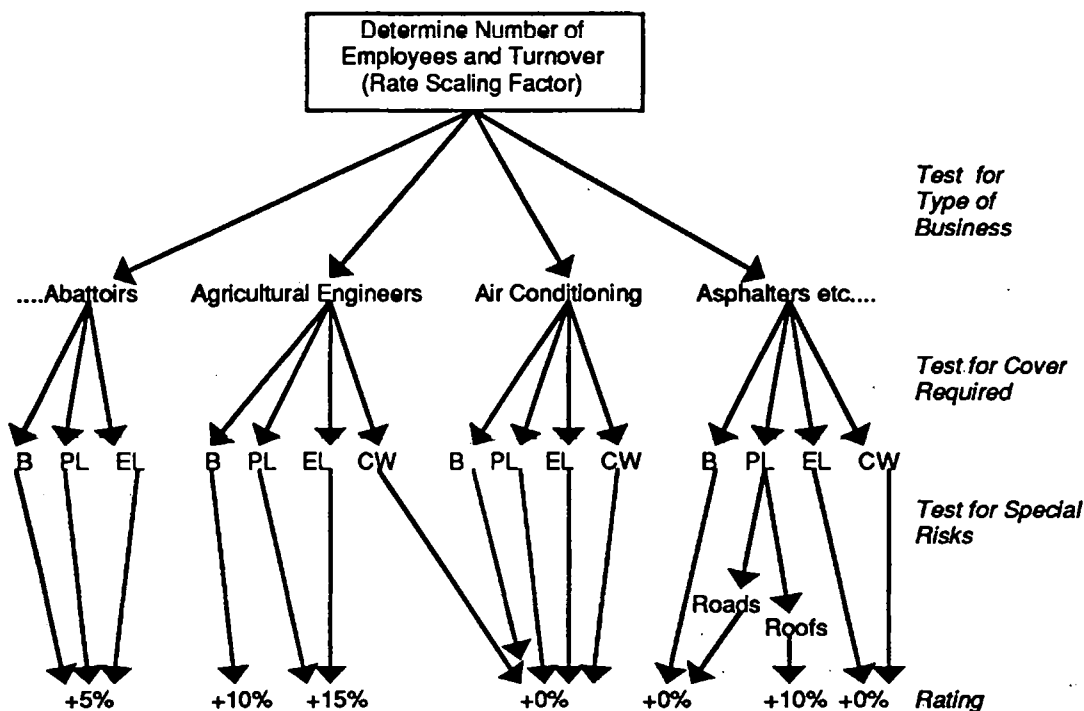 Determine Number of
Employees and Turnover
(Rate Scaling Factor)
Test for
Type of
Business
....Abattoirs Agricultural Engineers Air Conditioning Asphalters etc....
Test for Cover
Required
B PL EL B PL EL CW B PL EL CW B PL EL CW
Test for Special
Risks
Roads
Roofs
+5% +10% +15% +0% +0% +10% +0% Rating